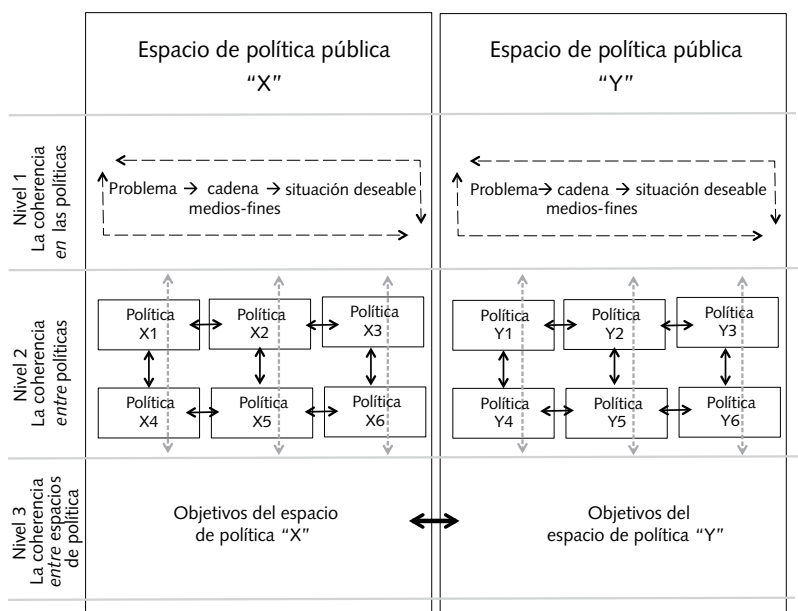 Espacio de política pública
“X”
Espacio de política pública
“Y”
Nivel 1
La coherencia
en las políticas
Problema → cadena → situación deseable
medios-fines
Problema → cadena → situación deseable
medios-fines
Nivel 2
La coherencia
entre políticas
Política
X1
Política
X2
Política
X3
Política
X4
Política
X5
Política
X6
Política
Y1
Política
Y2
Política
Y3
Política
Y4
Política
Y5
Política
Y6
Nivel 3
La coherencia
entre espacios
de política
Objetivos del espacio
de política “X”
Objetivos del
espacio de política “Y”